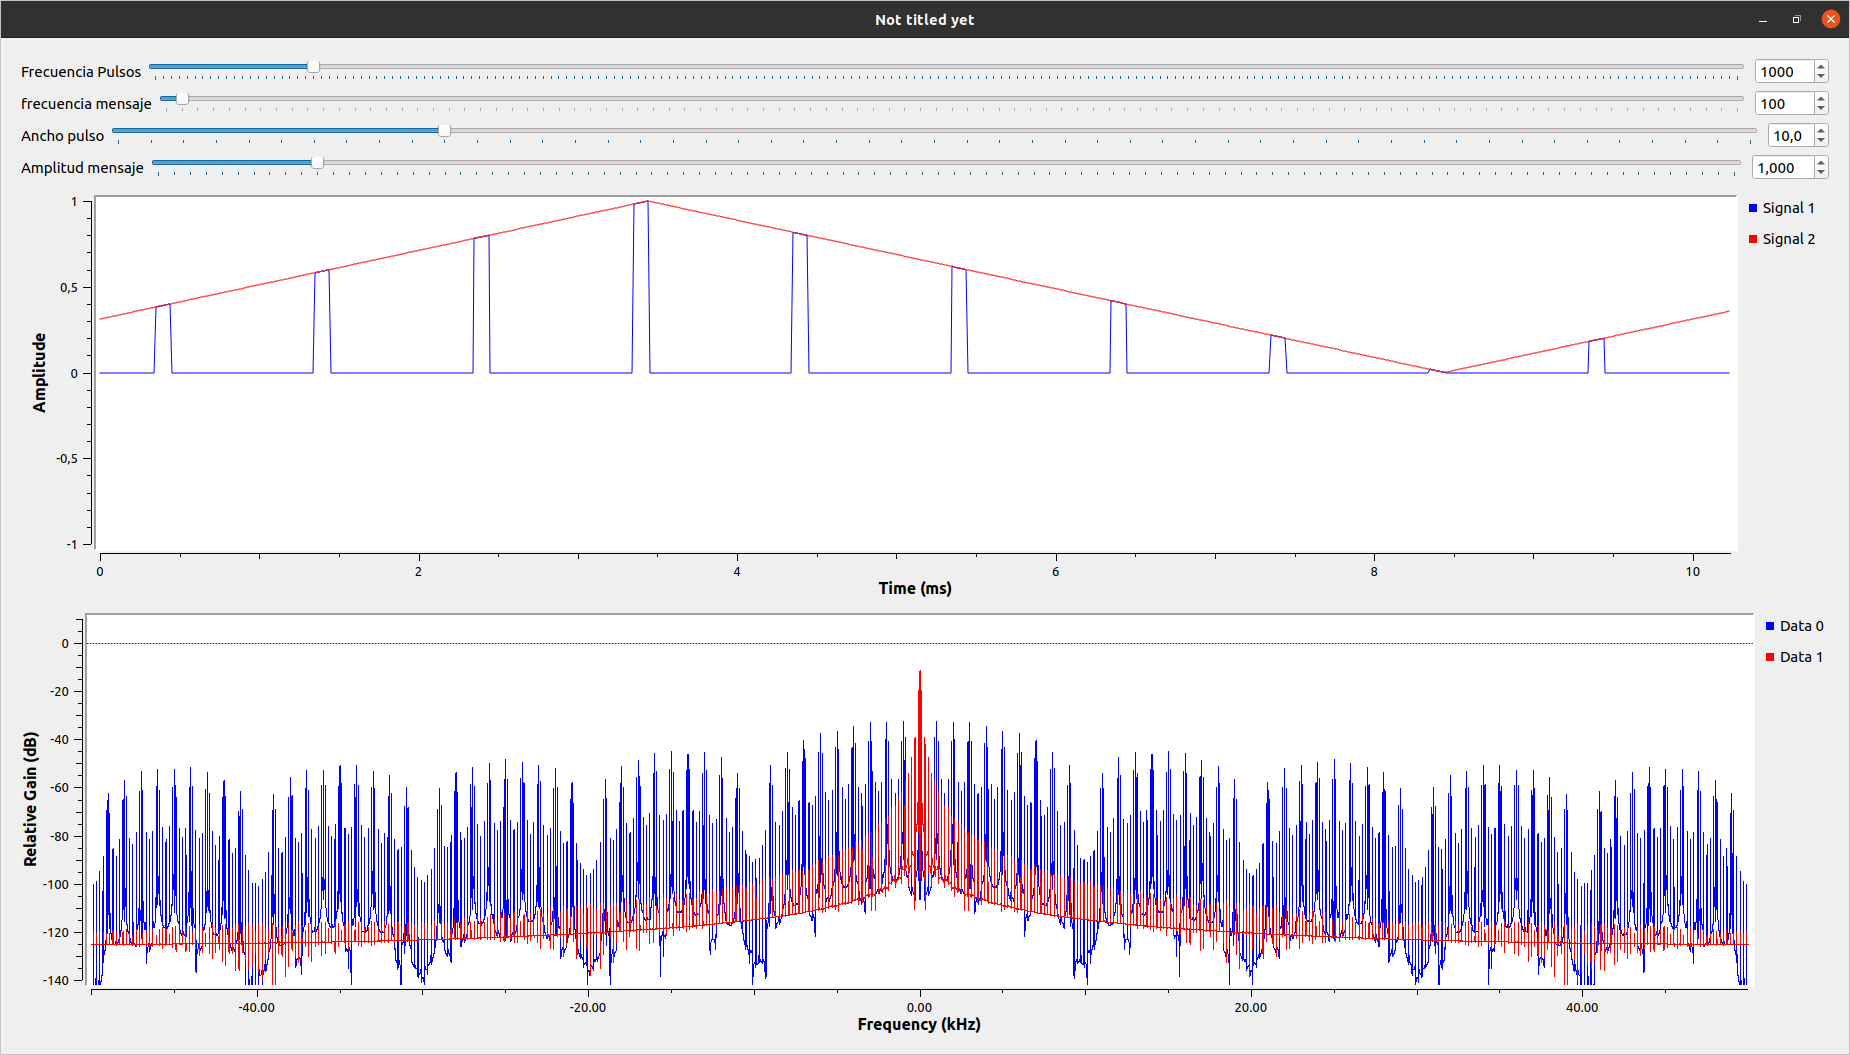 Not titled yet
Frecuencia Pulsos 1000
frecuencia mensaje 100
Ancho pulso 10,0
Amplitud mensaje 1,000
Signal 1
Signal 2
1
0,5
0
-0,5
-1
Amplitude
0 2 4 6 8 10
Time (ms)
Data 0
Data 1
0
-20
-40
-60
-80
-100
-120
-140
Relative Gain (dB)
-40.00 -20.00 0.00 20.00 40.00
Frequency (kHz)